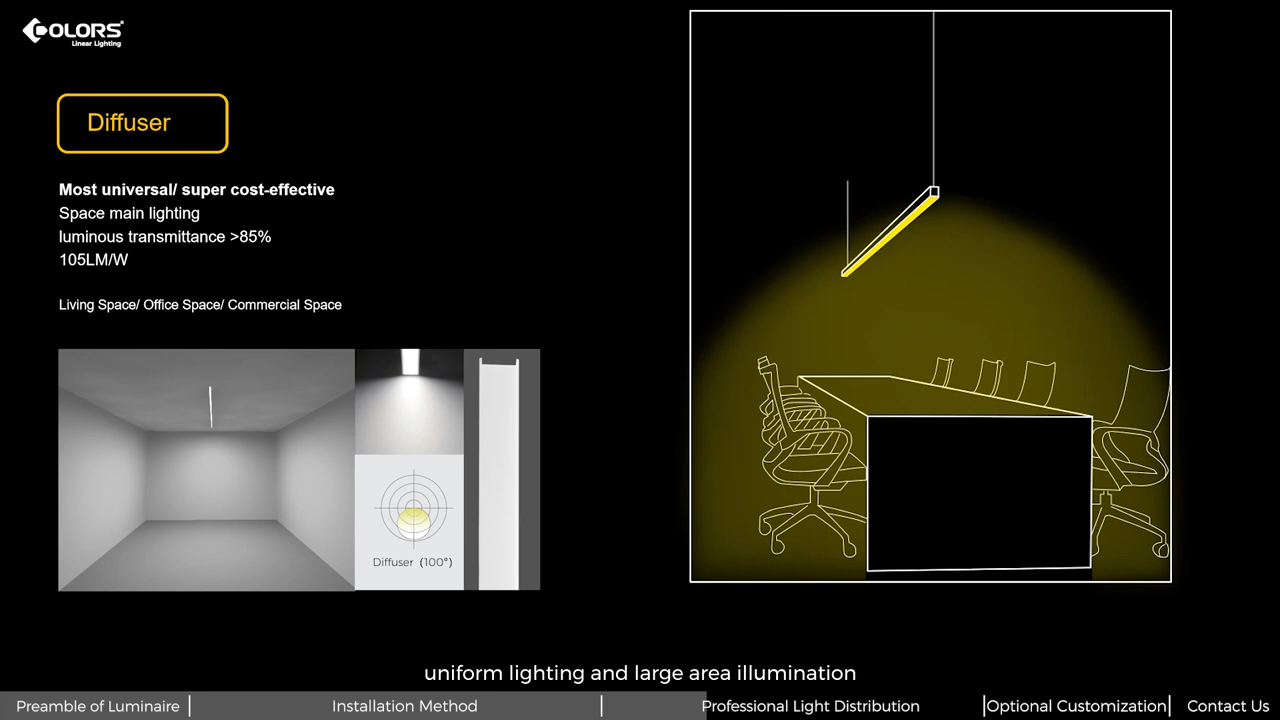 COLORS®
Linear Lighting
Diffuser
Most universal/ super cost-effective
Space main lighting
luminous transmittance >85%
105LM/W
Living Space/ Office Space/ Commercial Space
Diffuser (100°)
uniform lighting and large area illumination
Preamble of Luminaire
Installation Method
Professional Light Distribution
Optional Customization
Contact Us